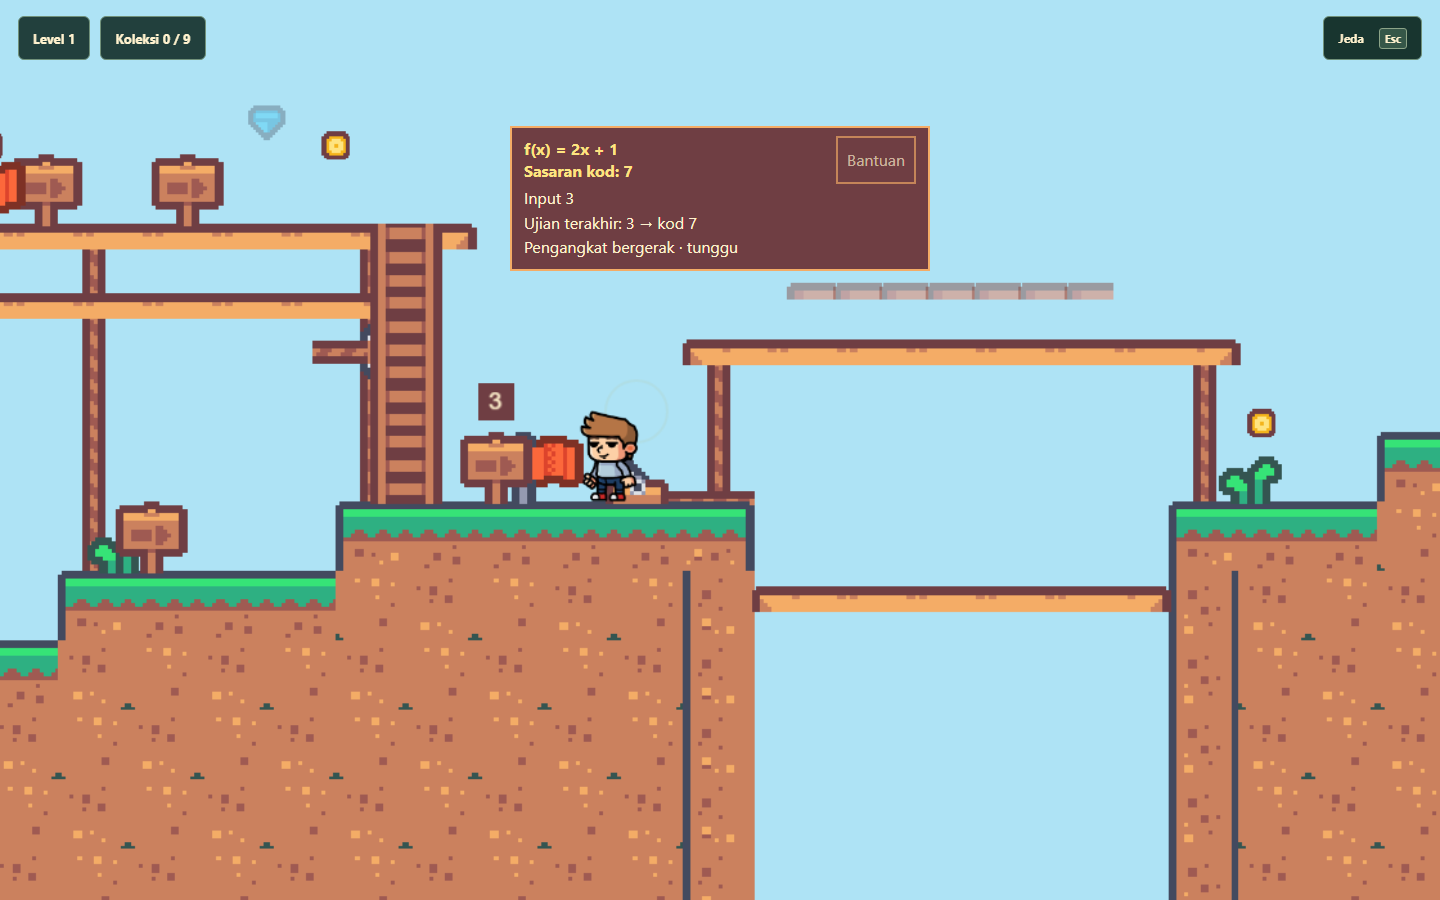 Level 1
Koleksi 0 / 9
Jeda Esc
f(x) = 2x + 1
Sasaran kod: 7
Bantuan
Input 3
Ujian terakhir: 3 → kod 7
Pengangkat bergerak · tunggu
3